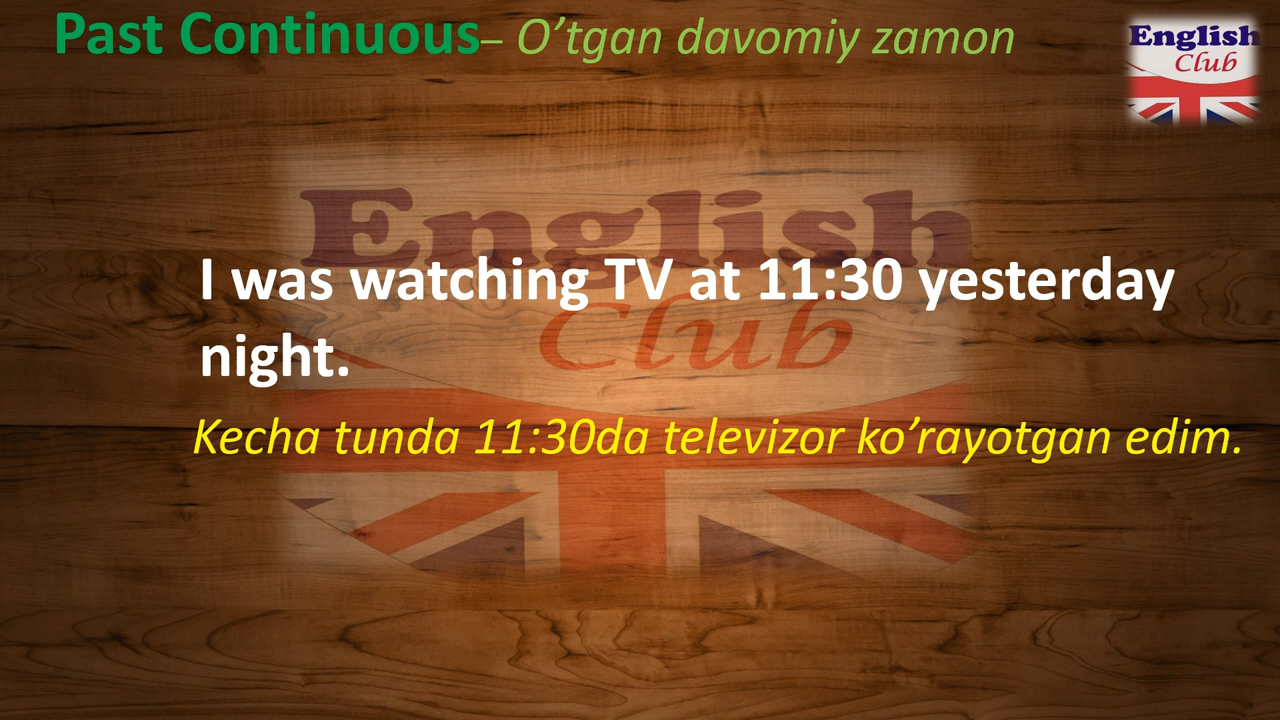 Past Continuous– O’tgan davomiy zamon
English
Club
English
Club
I was watching TV at 11:30 yesterday
night.
Kecha tunda 11:30da televizor ko’rayotgan edim.